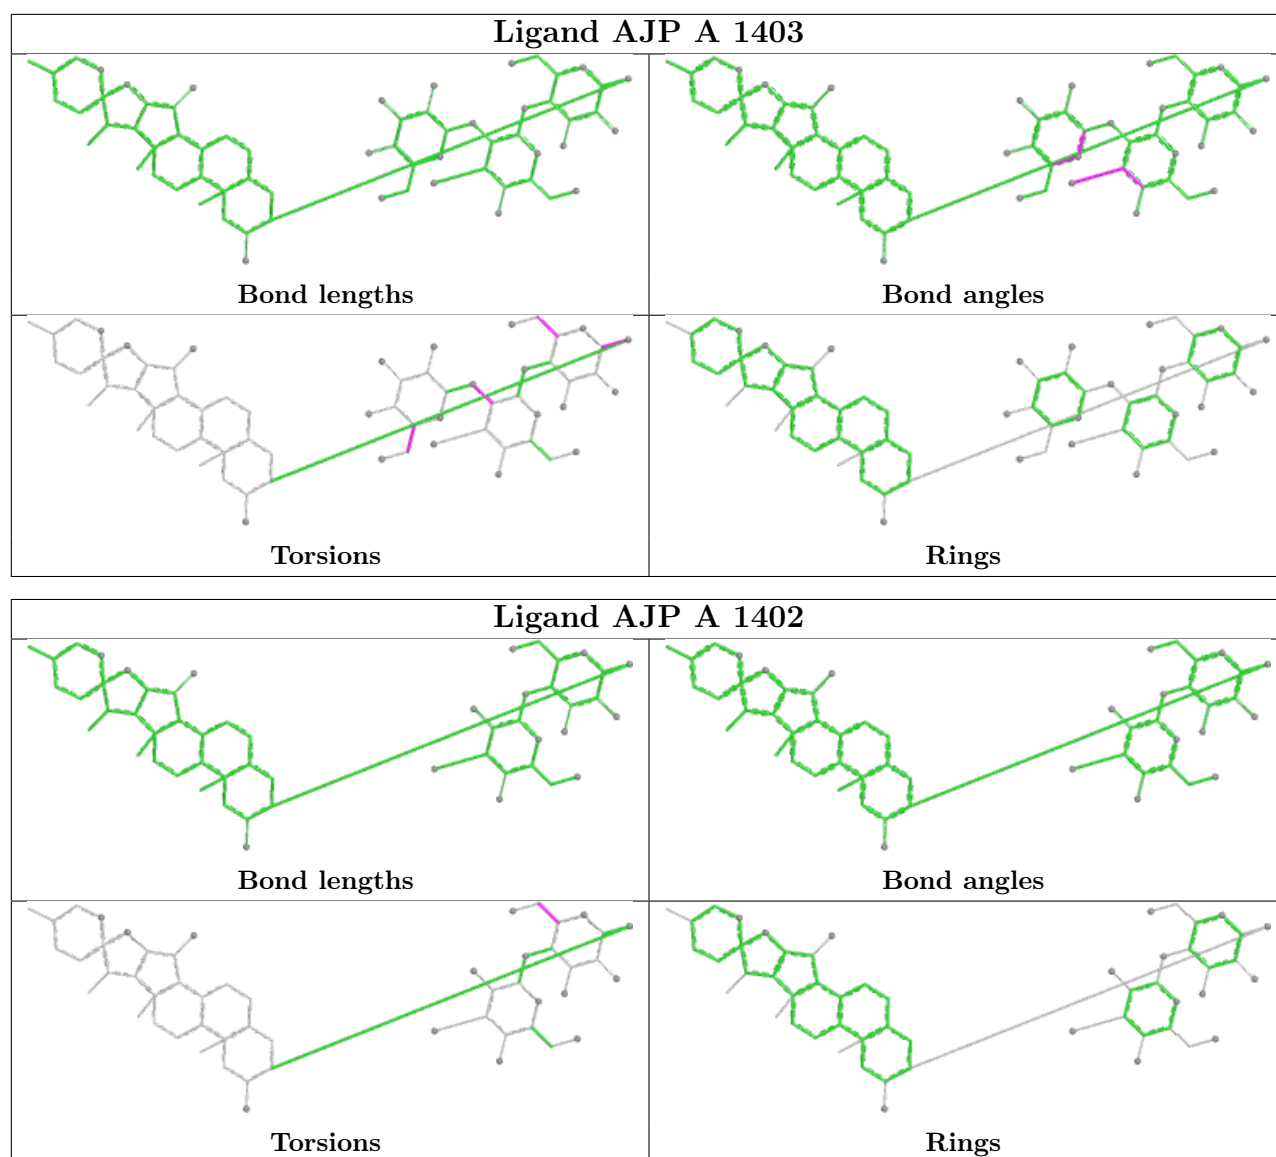 Ligand AJP A 1403
Bond lengths
Bond angles
Torsions
Rings
Ligand AJP A 1402
Bond lengths
Bond angles
Torsions
Rings